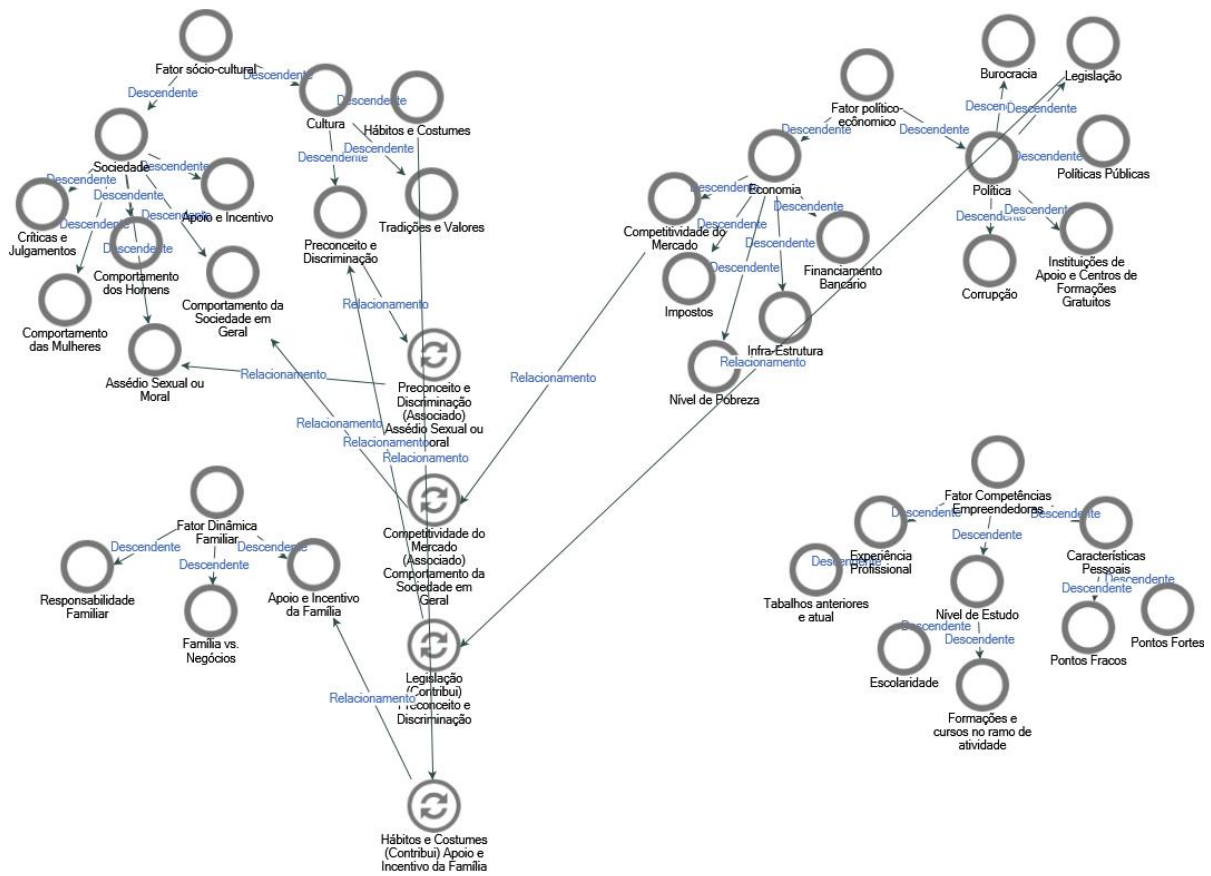 Fator sócio-cultural
Descendente
Descendente
Sociedade
Cultura
Descendente
Hábitos e Costumes
Descendente
Descendente
Descendente
Descendente
Apoio e Incentivo
Críticas e
Julgamentos
Descendente
Descendente
Descendente
Descendente
Comportamento
dos Homens
Comportamento
das Mulheres
Comportamento da
Sociedade em
Geral
Assédio Sexual ou
Moral
Preconceito e
Discriminação
Tradições e Valores
Relacionamento
Relacionamento
Preconceito e
Discriminação
(Associado)
Assédio Sexual ou
oral
Relacionamento
Relacionamento
Relacionamento
Relacionamento
Competitividade do
Mercado
(Associado)
Comportamento da
Sociedade em
Geral
Legislação
(Contribui)
Preconceito e
Discriminação
Relacionamento
Hábitos e Costumes
(Contribui) Apoio e
Incentivo da Família
Fator Dinâmica
Familiar
Descendente
Descendente
Descendente
Responsabilidade
Familiar
Família vs.
Negócios
Apoio e Incentivo
da Família
Fator político-
ecônomico
Descendente
Descendente
Economia
Política
Burocracia
Legislação
Descend
Descendente
Descendente
Políticas Públicas
Descendente
Descendente
Corrupção
Instituições de
Apoio e Centros de
Formações
Gratuitos
Descendente
Descendente
Descendente
Descendente
Descendente
Competitividade do
Mercado
Impostos
Financiamento
Bancário
Infra-Estrutura
Relacionamento
Nível de Pobreza
Fator Competências
Empreendedoras
Descendente
Descendente
Descendente
Experiência
Profissional
Descendente
Tabalhos anteriores
e atual
Nível de Estudo
Descendente
Descendente
Escolaridade
Formações e
cursos no ramo de
atividade
Características
Pessoais
Descendente
Descendente
Pontos Fracos
Pontos Fortes